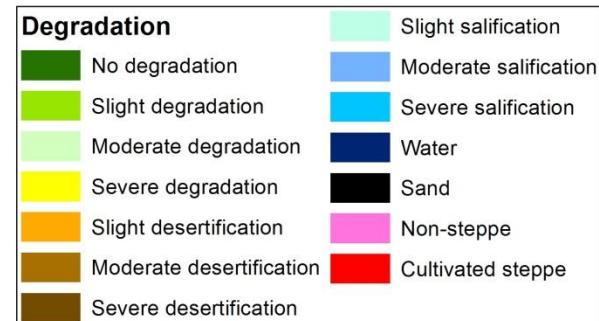 Degradation
No degradation
Slight degradation
Moderate degradation
Severe degradation
Slight desertification
Moderate desertification
Severe desertification
Slight salification
Moderate salification
Severe salification
Water
Sand
Non-steppe
Cultivated steppe